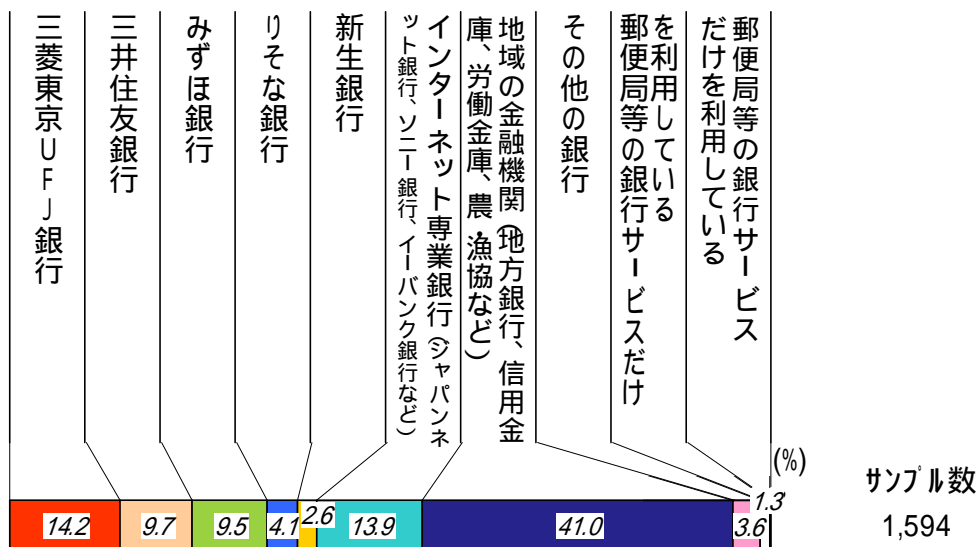 三菱東京UFJ銀行
三井住友銀行
みずほ銀行
りそな銀行
新生銀行
インターネット専業銀行(ジャパンネ
ット銀行、ソニー銀行、イーバンク銀行など)
地域の金融機関(地方銀行、信用金
庫、労働金庫、農・漁協など)
その他の銀行
を利用している
郵便局等の銀行サービスだけ
郵便局等の銀行サービス
だけを利用している
(%)
サンプル数
14.2
9.7
9.5
4.1
2.6
13.9
41.0
3.6
1.3
1,594